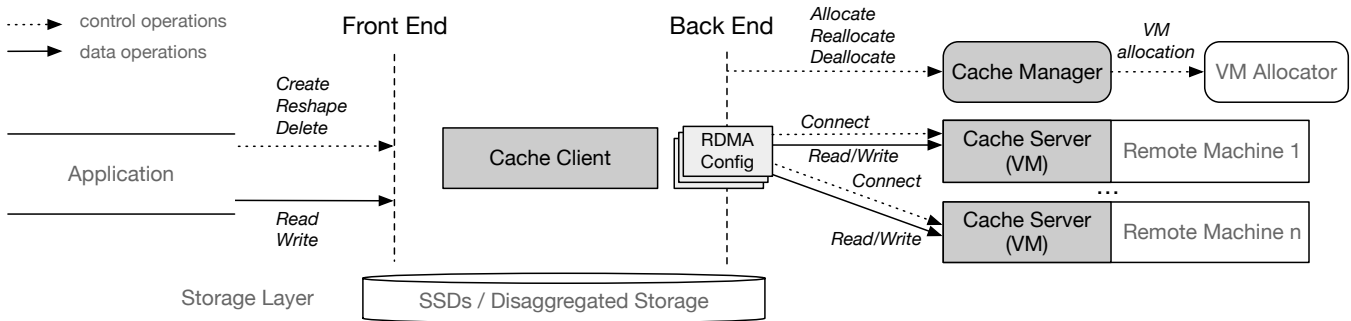 control operations
data operations
Front End
Back End
Create
Reshape
Delete
Application
Read
Write
Cache Client
RDMA
Config
Allocate
Reallocate
Deallocate
Cache Manager
VM
allocation
VM Allocator
Connect
Read/Write
Cache Server
(VM)
Remote Machine 1
...
Connect
Read/Write
Cache Server
(VM)
Remote Machine n
Storage Layer
SSDs / Disaggregated Storage